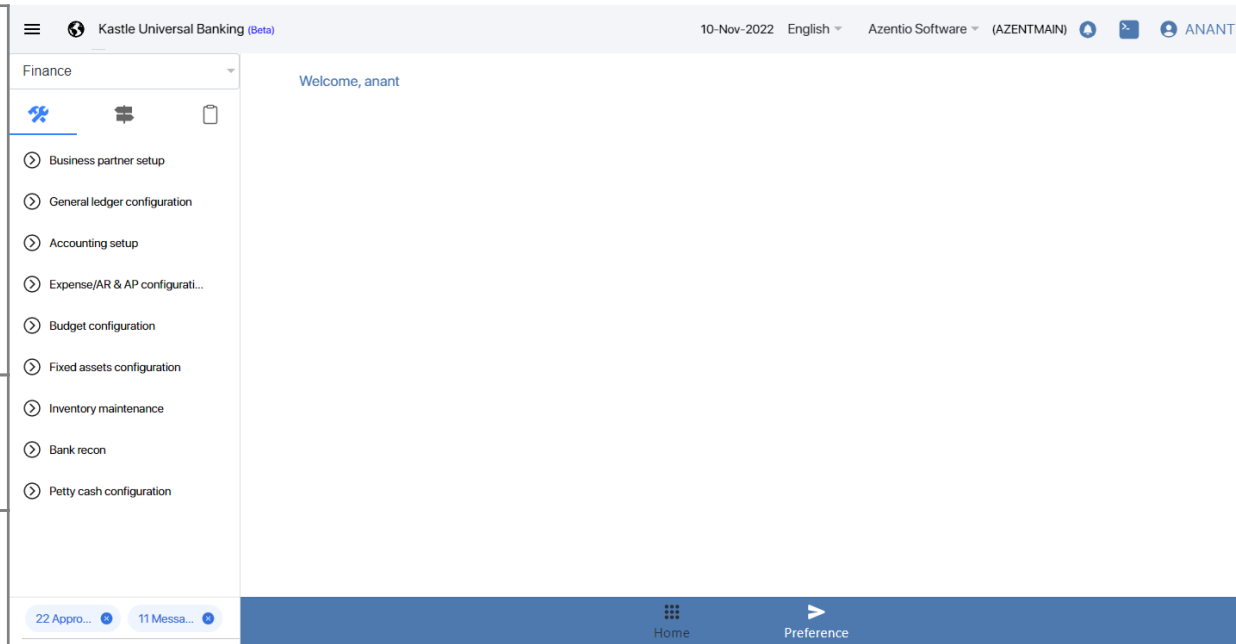 Kastle Universal Banking (Beta)
10-Nov-2022 English Azentio Software (AZENTMAIN) ANANT
Finance
Welcome, anant
Business partner setup
General ledger configuration
Accounting setup
Expense/AR & AP configurati...
Budget configuration
Fixed assets configuration
Inventory maintenance
Bank recon
Petty cash configuration
22 Appro... 11 Messa...
Home Preference